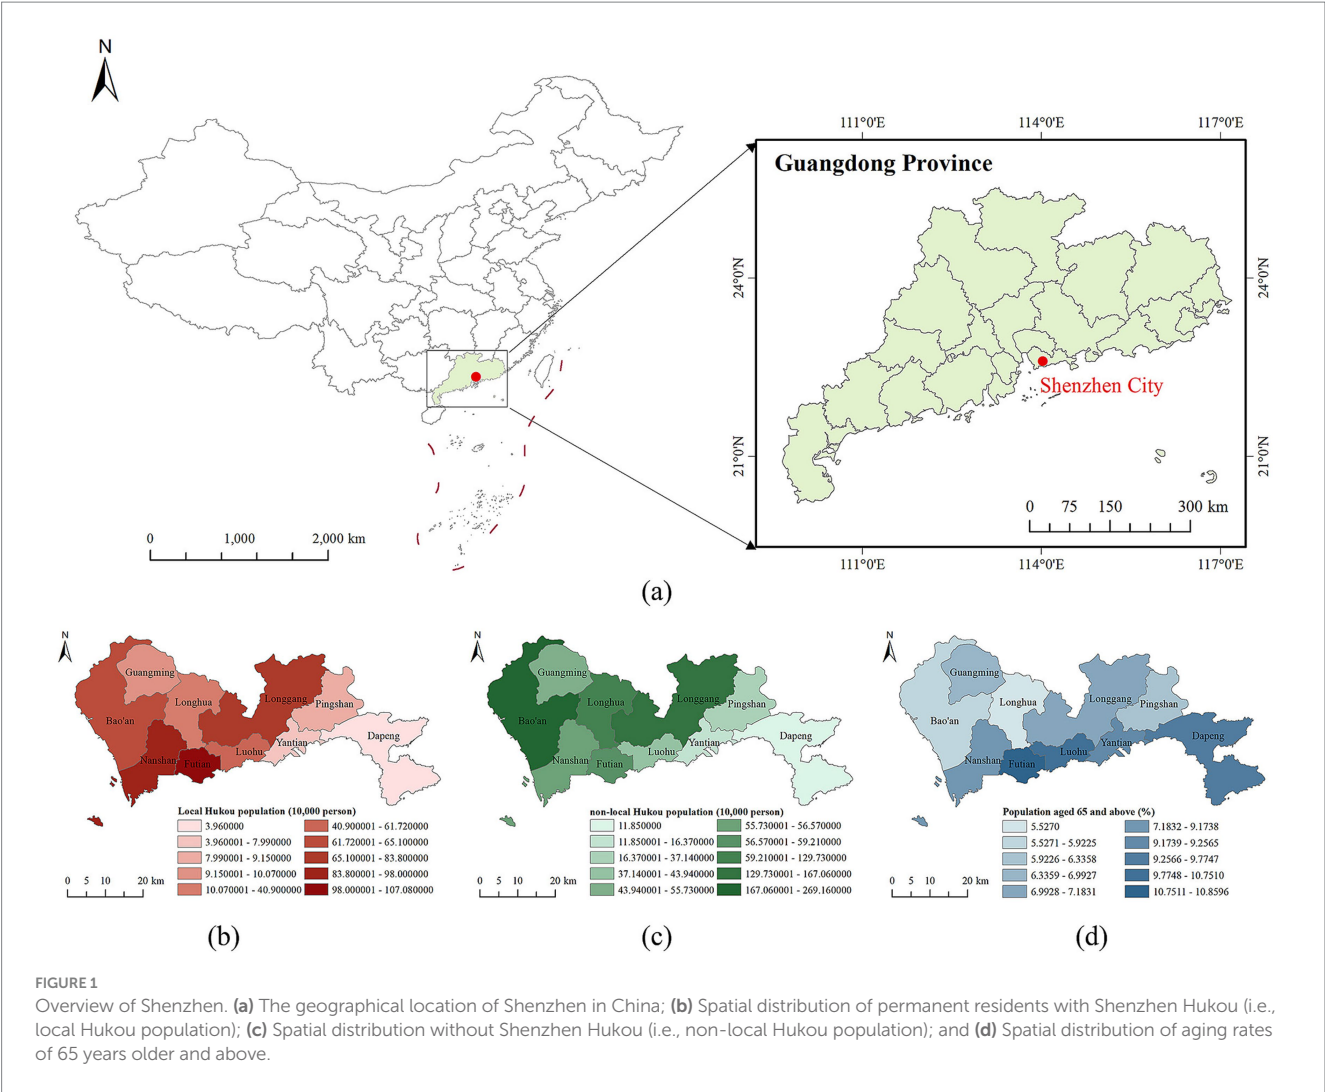 N
111°0'E
114°0'E
117°0'E
Guangdong Province
24°0'N
24°0'N
Shenzhen City
21°0'N
21°0'N
0 75 150 300 km
0 1,000 2,000 km
111°0'E
114°0'E
117°0'E
(a)
N
Guangming
Longhua
Longgang
Pingshan
Bao'an
Dapeng
Yantian
Luohu
Nanshan
Futian
Local Hukou population (10,000 person)
3.960000
3.960001 - 7.990000
7.990001 - 9.150000
9.150001 - 10.070000
10.070001 - 40.900000
40.900001 - 61.720000
61.720001 - 65.100000
65.100001 - 83.800000
83.800001 - 98.000000
98.000001 - 107.080000
0 5 10 20 km
(b)
N
Guangming
Longhua
Longgang
Pingshan
Bao'an
Dapeng
Yantian
Luohu
Nanshan
Futian
non-local Hukou population (10,000 person)
11.850000
11.850001 - 16.370000
16.370001 - 37.140000
37.140001 - 43.940000
43.940001 - 55.730000
55.730001 - 56.570000
56.570001 - 59.210000
59.210001 - 129.730000
129.730001 - 167.060000
167.060001 - 269.160000
0 5 10 20 km
(c)
N
Guangming
Longhua
Longgang
Pingshan
Bao'an
Dapeng
Yantian
Luohu
Nanshan
Futian
Population aged 65 and above (%)
5.5270
5.5271 - 5.9225
5.9226 - 6.3358
6.3359 - 6.9927
6.9928 - 7.1831
7.1832 - 9.1738
9.1739 - 9.2565
9.2566 - 9.7747
9.7748 - 10.7510
10.7511 - 10.8596
0 5 10 20 km
(d)
FIGURE 1
Overview of Shenzhen. (a) The geographical location of Shenzhen in China; (b) Spatial distribution of permanent residents with Shenzhen Hukou (i.e.,
local Hukou population); (c) Spatial distribution without Shenzhen Hukou (i.e., non-local Hukou population); and (d) Spatial distribution of aging rates
of 65 years older and above.